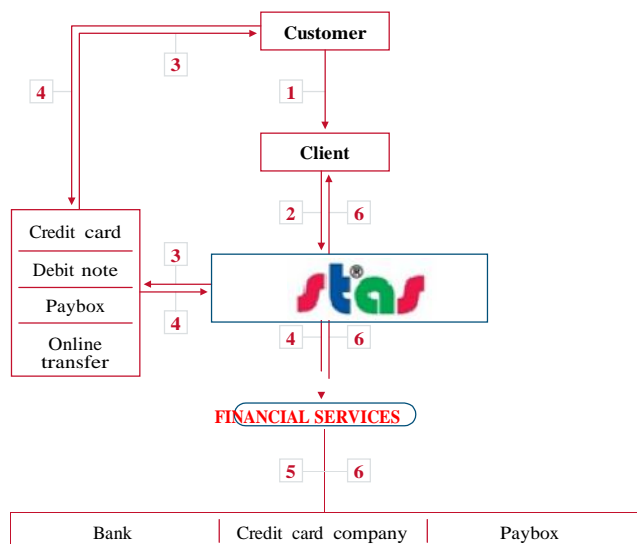 Customer
3
4
1
Client
2
6
Credit card
Debit note
Paybox
Online
transfer
3
4
stas®
4
6
FINANCIAL SERVICES
5
6
Bank
Credit card company
Paybox